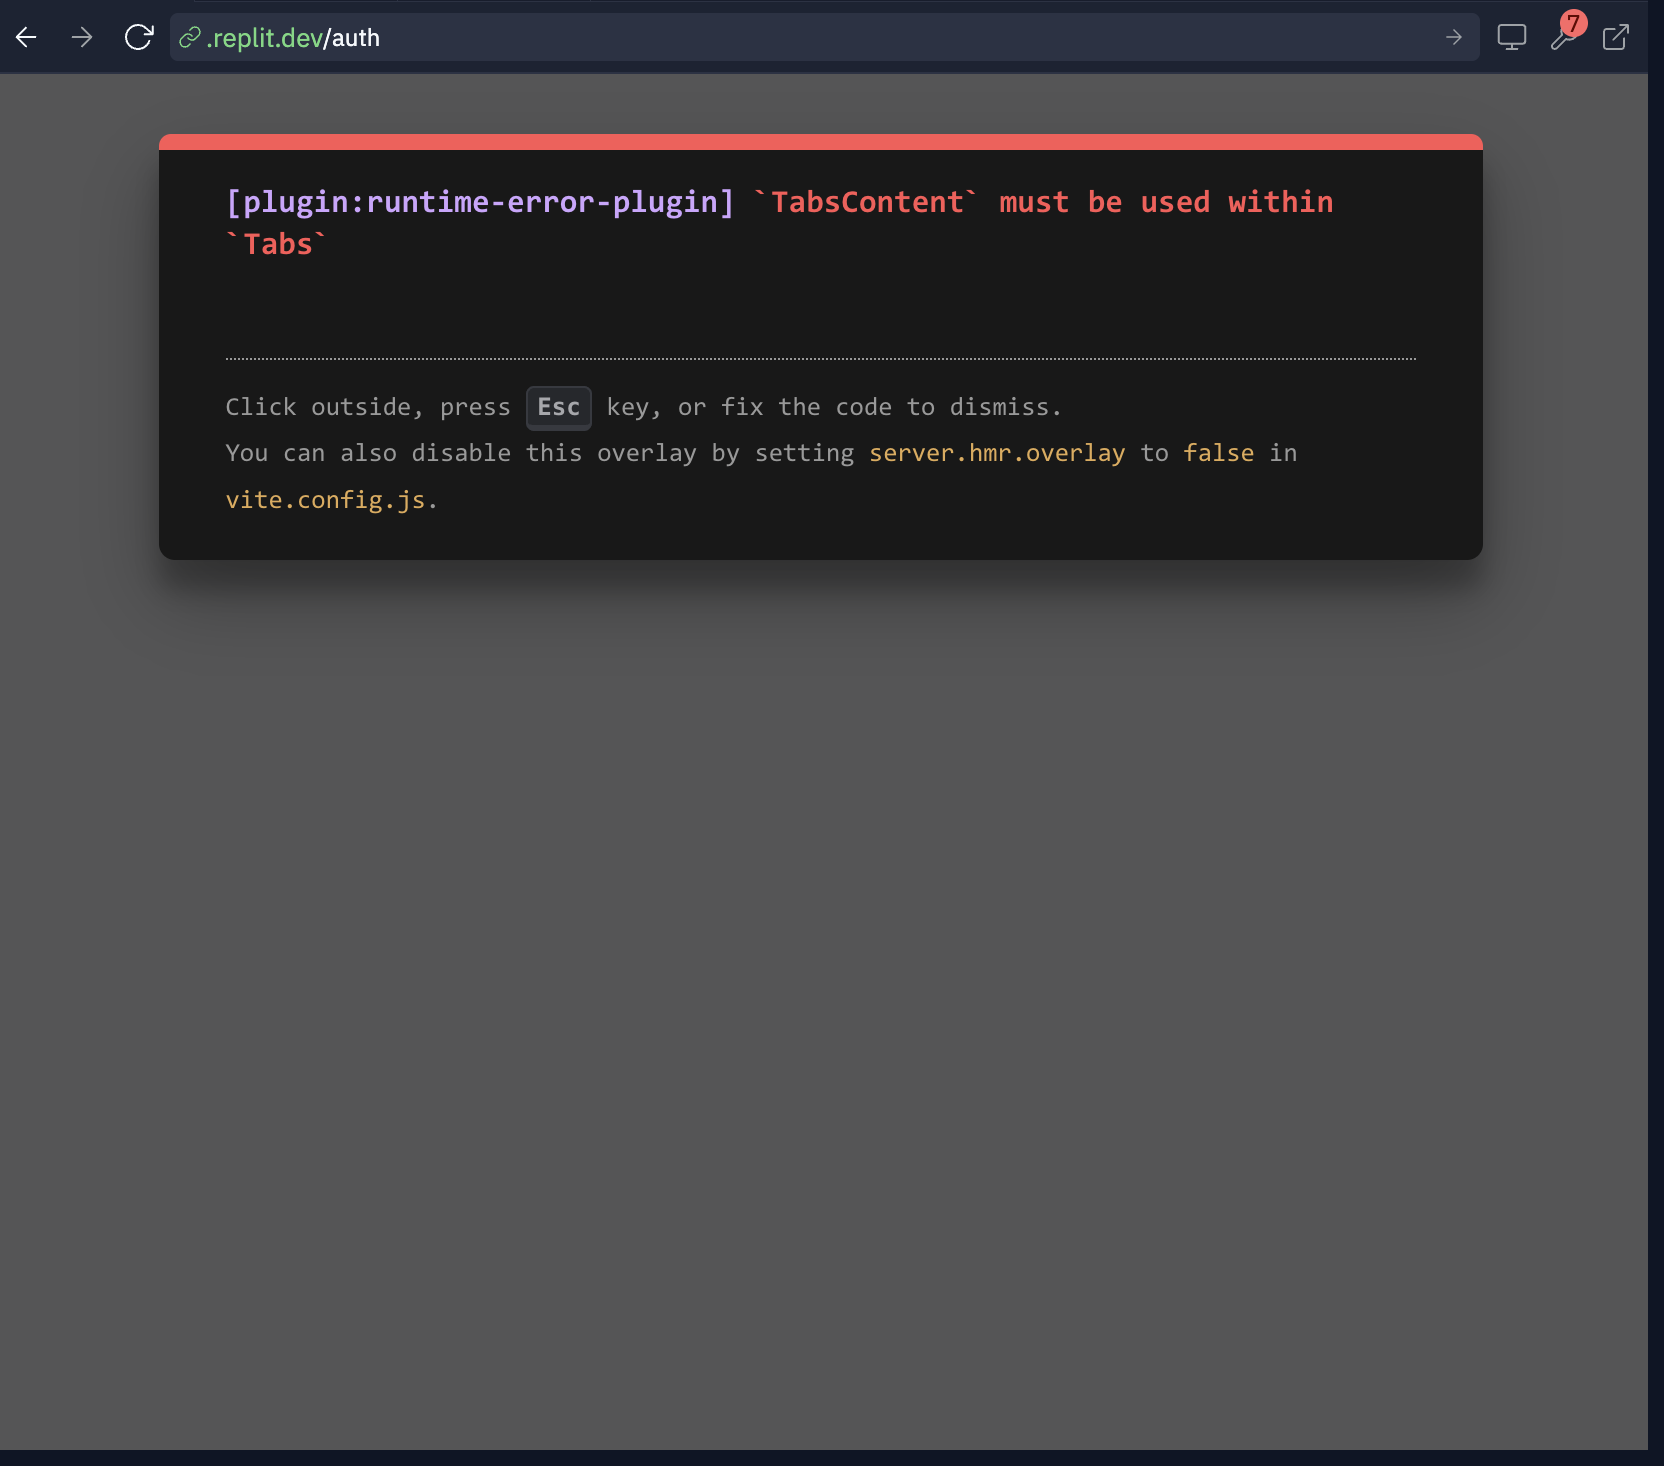 .replit.dev/auth
7
[plugin:runtime-error-plugin] `TabsContent` must be used within
`Tabs`
Click outside, press Esc key, or fix the code to dismiss.
You can also disable this overlay by setting server.hmr.overlay to false in
vite.config.js.